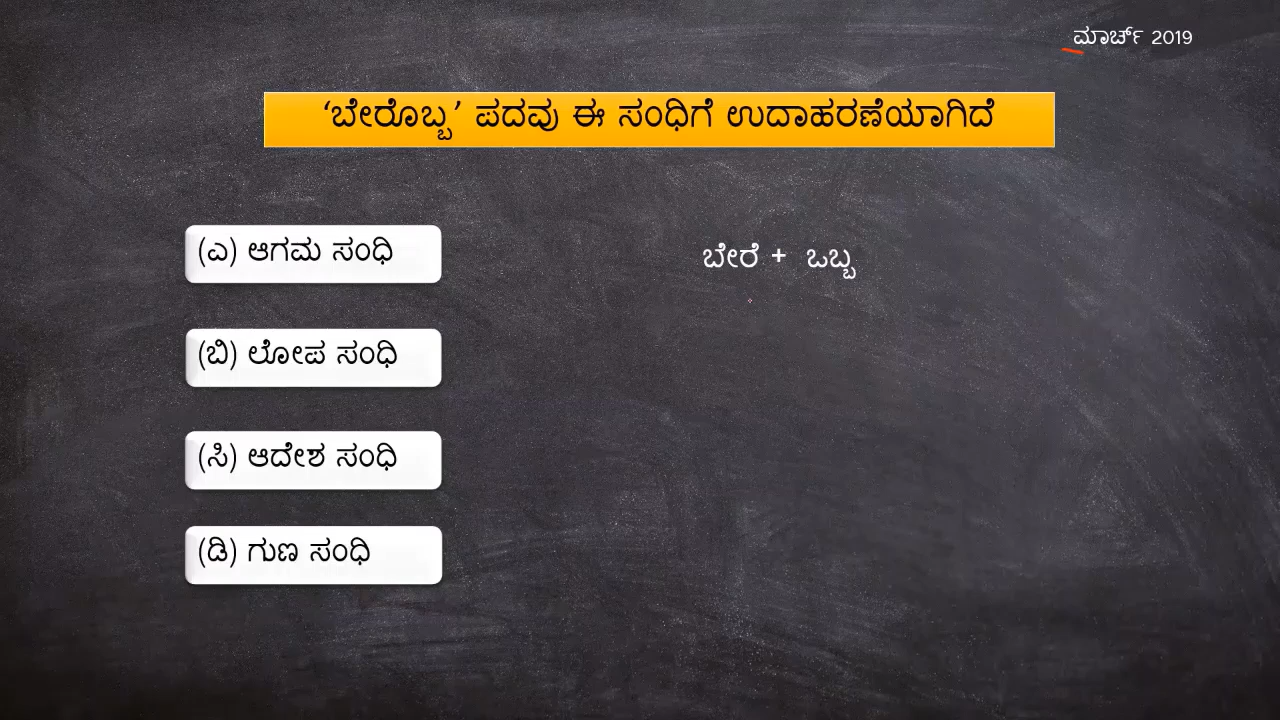 ಮಾರ್ಚ್ 2019
‘ಬೇರೊಬ್ಬ’ ಪದವು ಈ ಸಂಧಿಗೆ ಉದಾಹರಣೆಯಾಗಿದೆ
(ಎ) ಆಗಮ ಸಂಧಿ
ಬೇರೆ + ಒಬ್ಬ
(ಬಿ) ಲೋಪ ಸಂಧಿ
(ಸಿ) ಆದೇಶ ಸಂಧಿ
(ಡಿ) ಗುಣ ಸಂಧಿ